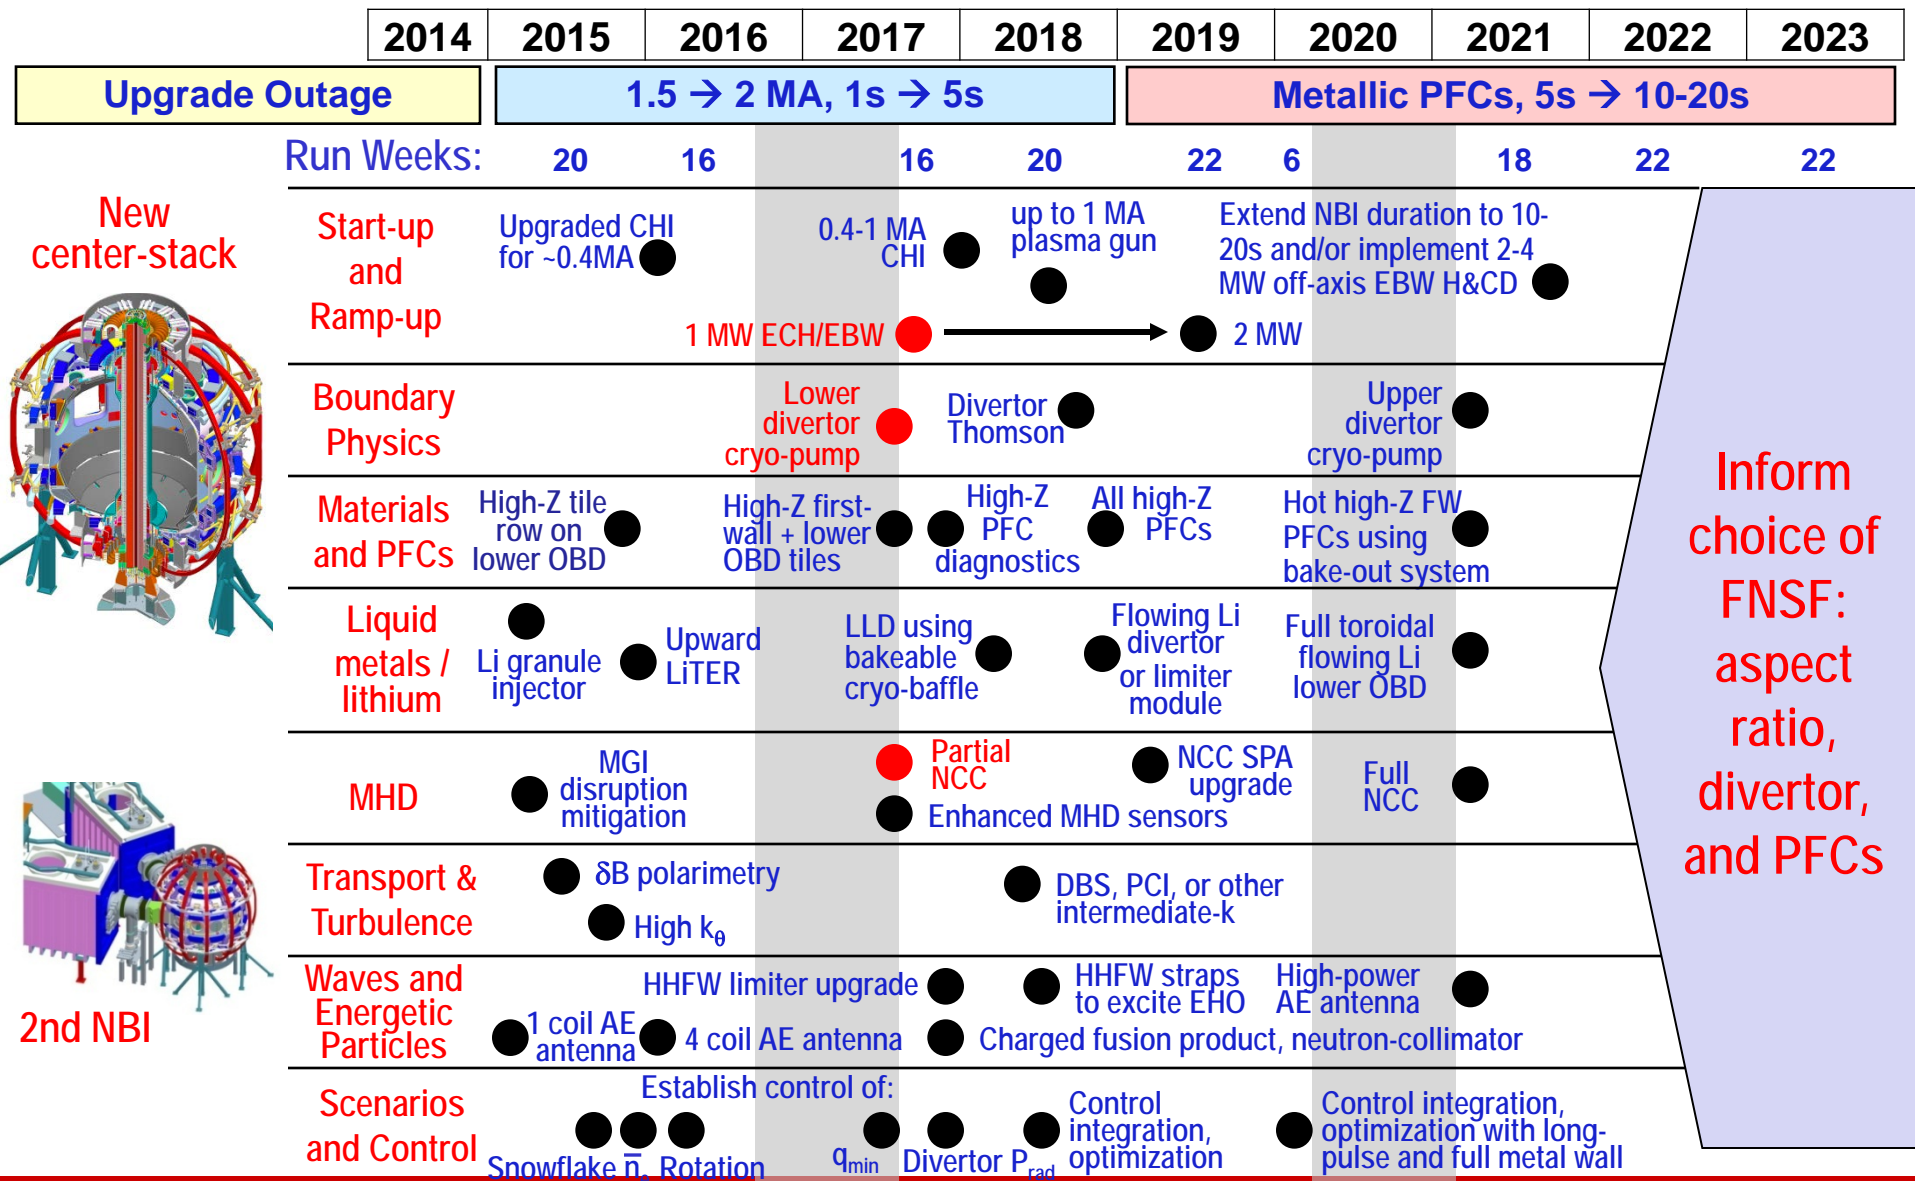 2014 2015 2016 2017 2018 2019 2020 2021 2022 2023
Upgrade Outage
1.5 → 2 MA, 1s → 5s
Metallic PFCs, 5s → 10-20s
Run Weeks: 20 16 16 20 22 6 18 22 22
New
center-stack
2nd NBI
Start-up
and
Ramp-up
Upgraded CHI
for ~0.4MA
0.4-1 MA
CHI
up to 1 MA
plasma gun
Extend NBI duration to 10-
20s and/or implement 2-4
MW off-axis EBW H&CD
1 MW ECH/EBW
2 MW
Boundary
Physics
Lower
divertor
cryo-pump
Divertor
Thomson
Upper
divertor
cryo-pump
Materials
and PFCs
High-Z tile
row on
lower OBD
High-Z first-
wall + lower
OBD tiles
High-Z
PFC
diagnostics
All high-Z
PFCs
Hot high-Z FW
PFCs using
bake-out system
Liquid
metals /
lithium
Li granule
injector
Upward
LiTER
LLD using
bakeable
cryo-baffle
Flowing Li
divertor
or limiter
module
Full toroidal
flowing Li
lower OBD
MHD
MGI
disruption
mitigation
Partial
NCC
Enhanced MHD sensors
NCC SPA
upgrade
Full
NCC
Transport &
Turbulence
δB polarimetry
High kθ
DBS, PCI, or other
intermediate-k
Waves and
Energetic
Particles
1 coil AE
antenna
HHFW limiter upgrade
4 coil AE antenna
HHFW straps
to excite EHO
High-power
AE antenna
Charged fusion product, neutron-collimator
Scenarios
and Control
Establish control of:
Snowflake n̅e Rotation
qmin
Divertor Prad
Control
integration,
optimization
Control integration,
optimization with long-
pulse and full metal wall
Inform
choice of
FNSF:
aspect
ratio,
divertor,
and PFCs